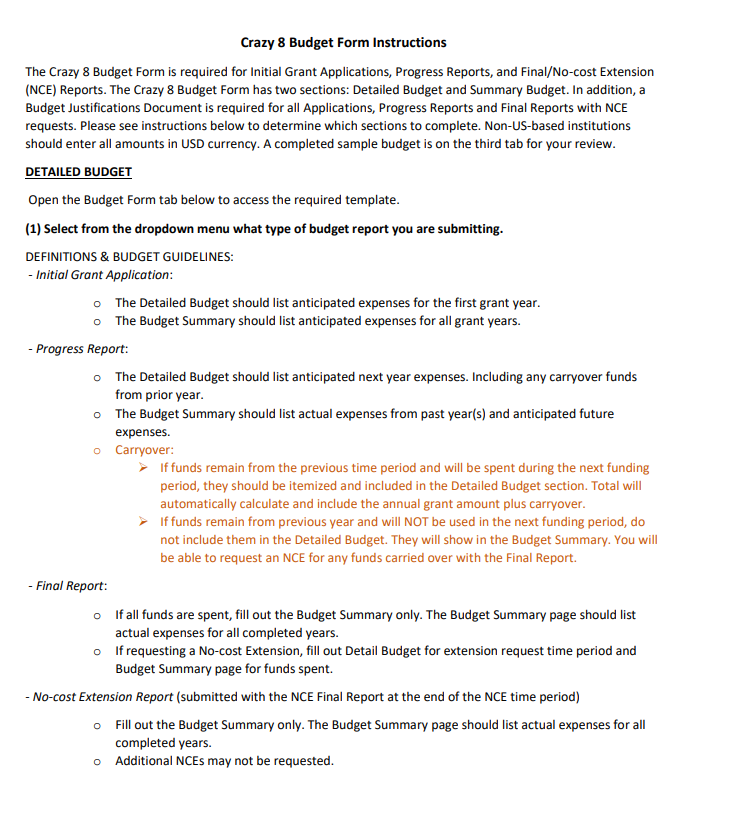 Crazy 8 Budget Form Instructions
The Crazy 8 Budget Form is required for Initial Grant Applications, Progress Reports, and Final/No-cost Extension
(NCE) Reports. The Crazy 8 Budget Form has two sections: Detailed Budget and Summary Budget. In addition, a
Budget Justifications Document is required for all Applications, Progress Reports and Final Reports with NCE
requests. Please see instructions below to determine which sections to complete. Non-US-based institutions
should enter all amounts in USD currency. A completed sample budget is on the third tab for your review.
DETAILED BUDGET
Open the Budget Form tab below to access the required template.
(1) Select from the dropdown menu what type of budget report you are submitting.
DEFINITIONS & BUDGET GUIDELINES:
- Initial Grant Application:
o The Detailed Budget should list anticipated expenses for the first grant year.
o The Budget Summary should list anticipated expenses for all grant years.
- Progress Report:
o The Detailed Budget should list anticipated next year expenses. Including any carryover funds
from prior year.
o The Budget Summary should list actual expenses from past year(s) and anticipated future
expenses.
o Carryover:
➢ If funds remain from the previous time period and will be spent during the next funding
period, they should be itemized and included in the Detailed Budget section. Total will
automatically calculate and include the annual grant amount plus carryover.
➢ If funds remain from previous year and will NOT be used in the next funding period, do
not include them in the Detailed Budget. They will show in the Budget Summary. You will
be able to request an NCE for any funds carried over with the Final Report.
- Final Report:
o If all funds are spent, fill out the Budget Summary only. The Budget Summary page should list
actual expenses for all completed years.
o If requesting a No-cost Extension, fill out Detail Budget for extension request time period and
Budget Summary page for funds spent.
- No-cost Extension Report (submitted with the NCE Final Report at the end of the NCE time period)
o Fill out the Budget Summary only. The Budget Summary page should list actual expenses for all
completed years.
o Additional NCEs may not be requested.